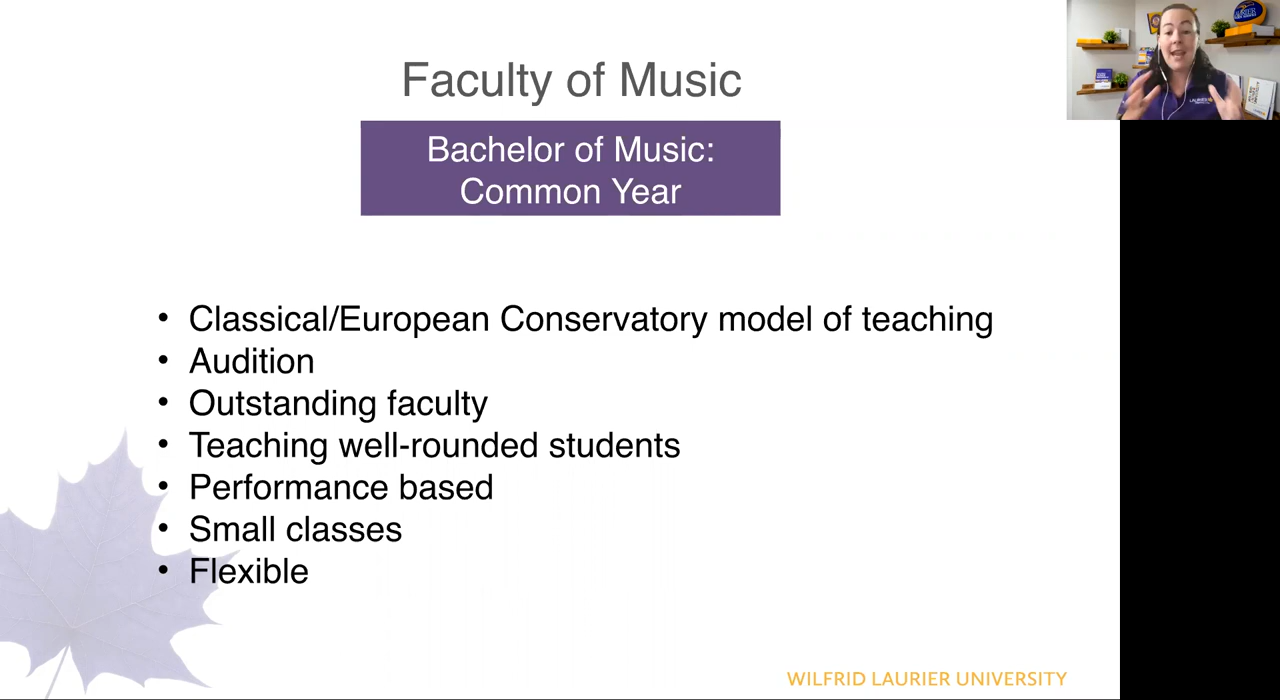 Faculty of Music
Bachelor of Music:
Common Year
• Classical/European Conservatory model of teaching
• Audition
• Outstanding faculty
• Teaching well-rounded students
• Performance based
• Small classes
• Flexible
WILFRID LAURIER UNIVERSITY
LAURIER